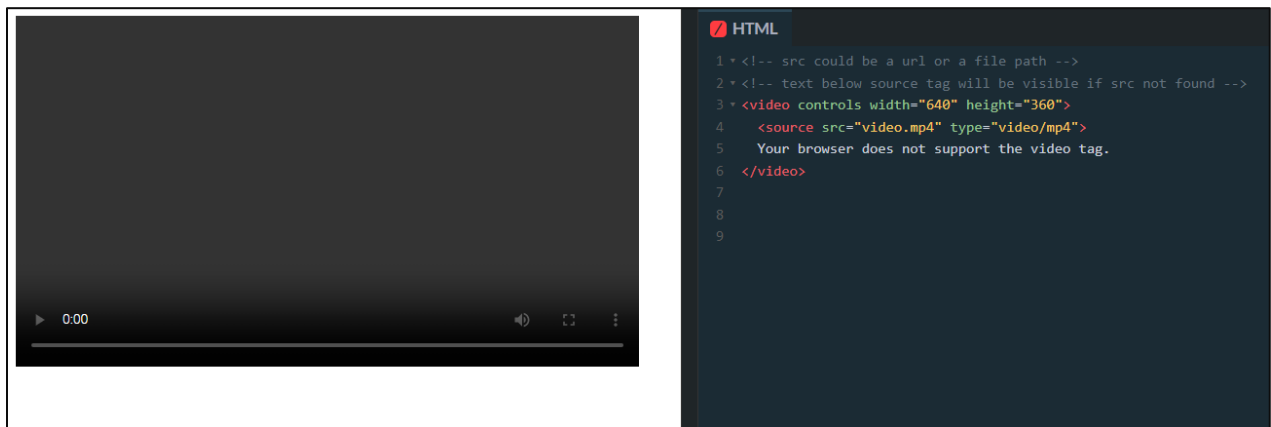 0:00
HTML
1 <!-- src could be a url or a file path -->
2 <!-- text below source tag will be visible if src not found -->
3 <video controls width="640" height="360">
4 <source src="video.mp4" type="video/mp4">
5 Your browser does not support the video tag.
6 </video>
7
8
9